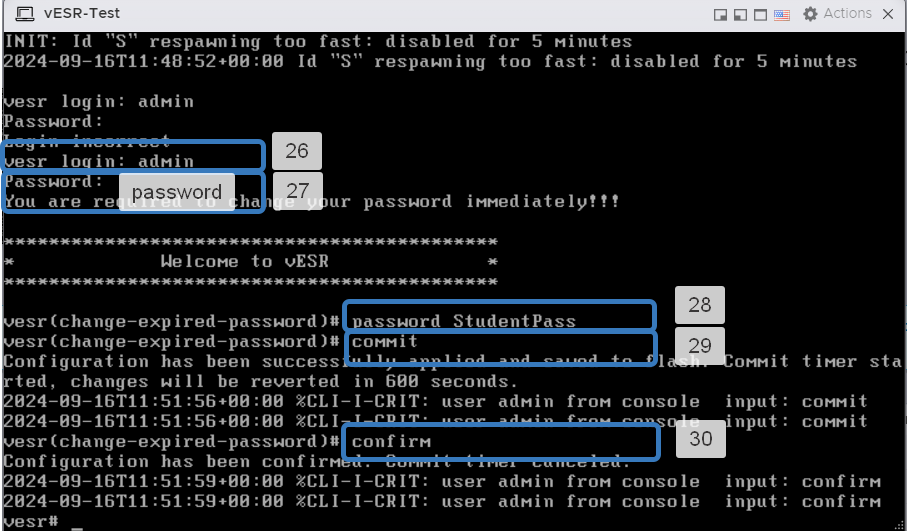 vESR-Test Actions
INIT: Id "S" respawning too fast: disabled for 5 minutes
2024-09-16T11:48:52+00:00 Id "S" respawning too fast: disabled for 5 minutes
vesr login: admin
Password:
Login incorrect
vesr login: admin 26
Password: password 27
You are required to change your password immediately!!!
*********************************************
* Welcome to vESR *
*********************************************
vesr(change-expired-password)# password StudentPass 28
vesr(change-expired-password)# commit 29
Configuration has been successfully applied and saved to flash. Commit timer sta
rted, changes will be reverted in 600 seconds.
2024-09-16T11:51:56+00:00 %CLI-I-CRIT: user admin from console input: commit
2024-09-16T11:51:56+00:00 %CLI-I-CRIT: user admin from console input: commit
vesr(change-expired-password)# confirm 30
Configuration has been confirmed. Commit timer canceled.
2024-09-16T11:51:59+00:00 %CLI-I-CRIT: user admin from console input: confirm
2024-09-16T11:51:59+00:00 %CLI-I-CRIT: user admin from console input: confirm
vesr# _